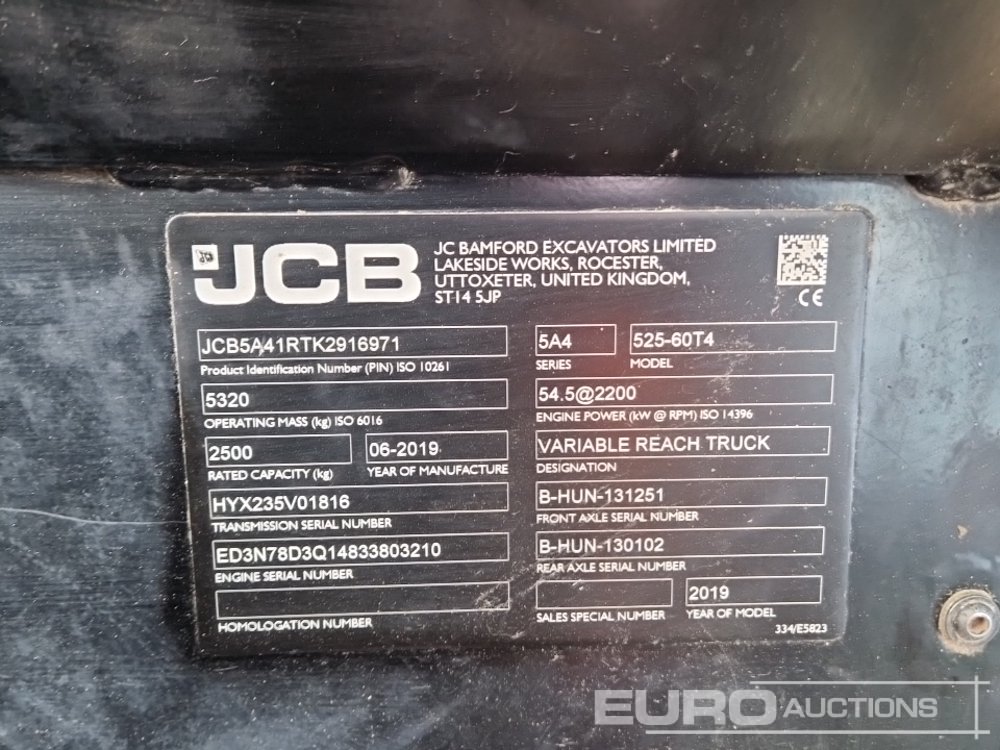 JCB
JC BAMFORD EXCAVATORS LIMITED
LAKESIDE WORKS, ROCESTER,
UTTOXETER, UNITED KINGDOM,
ST14 5JP
CE
JCB5A41RTK2916971
Product Identification Number (PIN) ISO 10261
5A4
SERIES
525-60T4
MODEL
5320
OPERATING MASS (kg) ISO 6016
54.5@2200
ENGINE POWER (kW @ RPM) ISO 14396
2500
RATED CAPACITY (kg)
06-2019
YEAR OF MANUFACTURE
VARIABLE REACH TRUCK
DESIGNATION
HYX235V01816
TRANSMISSION SERIAL NUMBER
B-HUN-131251
FRONT AXLE SERIAL NUMBER
ED3N78D3Q14833803210
ENGINE SERIAL NUMBER
B-HUN-130102
REAR AXLE SERIAL NUMBER
HOMOLOGATION NUMBER
SALES SPECIAL NUMBER
2019
YEAR OF MODEL
334/E5823
EURO AUCTIONS